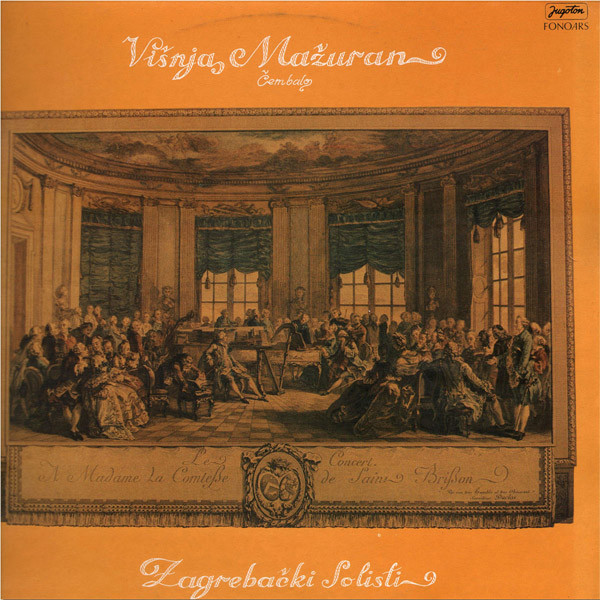 Jugoton
FONOARS
Višnja Mažuran
Čembalo
Le Concert.
A Madame La Comteſse de Saint Brißon
Zagrebački Solisti